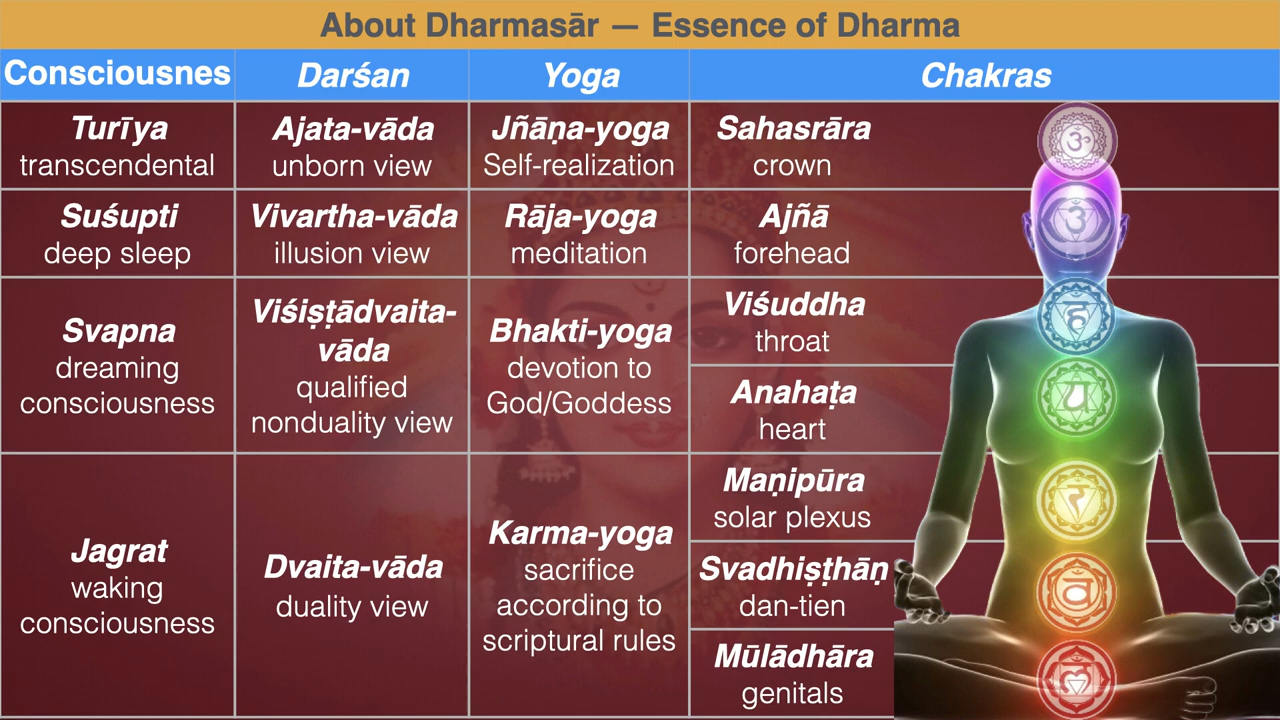 About Dharmasār — Essence of Dharma
Consciousnes
Darśan
Yoga
Chakras
Turīya
transcendental
Ajata-vāda
unborn view
Jñāṇa-yoga
Self-realization
Sahasrāra
crown
Suśupti
deep sleep
Vivartha-vāda
illusion view
Rāja-yoga
meditation
Ajñā
forehead
Svapna
dreaming
consciousness
Viśiṣṭādvaita-
vāda
qualified
nonduality view
Bhakti-yoga
devotion to
God/Goddess
Viśuddha
throat
Anahaṭa
heart
Jagrat
waking
consciousness
Dvaita-vāda
duality view
Karma-yoga
sacrifice
according to
scriptural rules
Maṇipūra
solar plexus
Svadhiṣṭhāṇ
dan-tien
Mūlādhāra
genitals
ॐ
ॐ
हं
यं
रं
वं